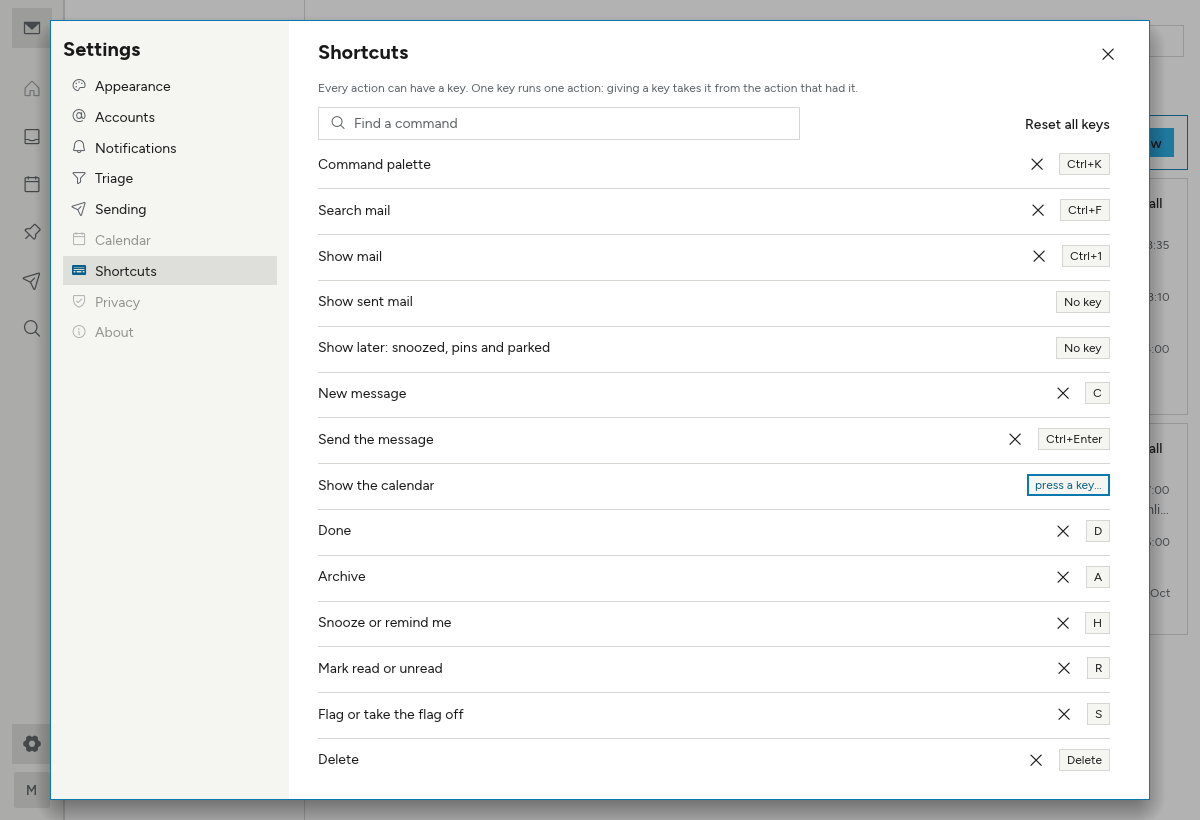 Settings
Appearance
Accounts
Notifications
Triage
Sending
Calendar
Shortcuts
Privacy
About
M
Shortcuts
Every action can have a key. One key runs one action: giving a key takes it from the action that had it.
Find a command
Reset all keys
Command palette Ctrl+K
Search mail Ctrl+F
Show mail Ctrl+1
Show sent mail No key
Show later: snoozed, pins and parked No key
New message C
Send the message Ctrl+Enter
Show the calendar press a key...
Done D
Archive A
Snooze or remind me H
Mark read or unread R
Flag or take the flag off S
Delete Delete
Oct